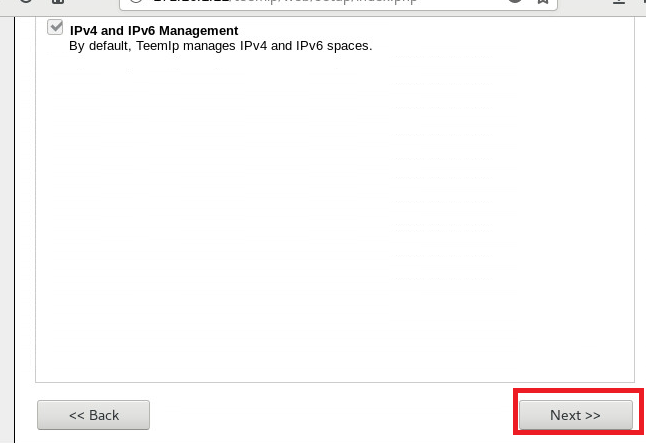 IPv4 and IPv6 Management
By default, TeemIp manages IPv4 and IPv6 spaces.
<< Back
Next >>